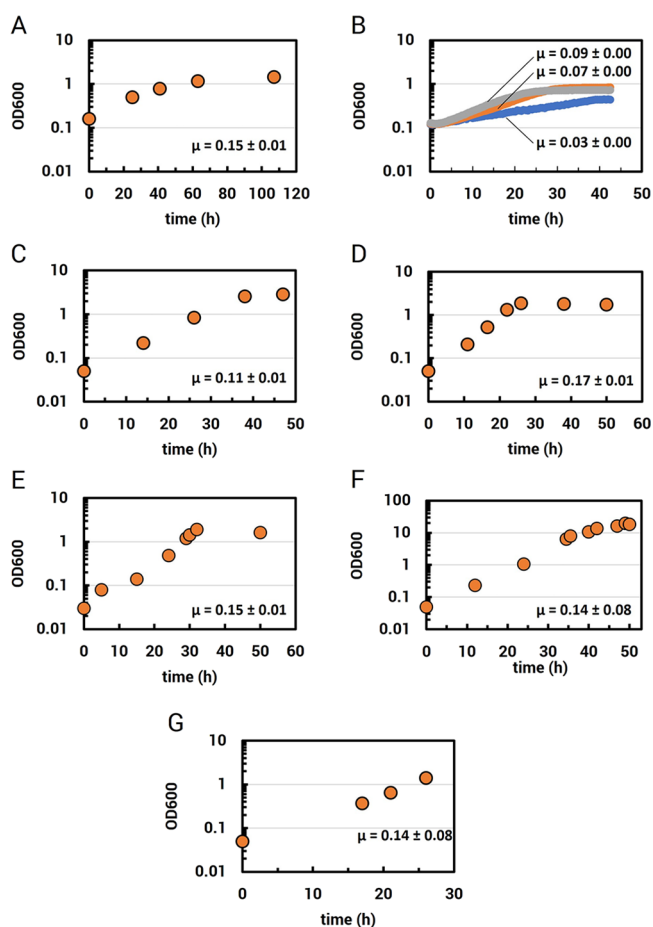 A
10
1
0.1
0.01
OD600
μ = 0.15 ± 0.01
0 20 40 60 80 100 120
time (h)
B
10
1
0.1
0.01
OD600
μ = 0.09 ± 0.00
μ = 0.07 ± 0.00
μ = 0.03 ± 0.00
0 10 20 30 40 50
time (h)
C
10
1
0.1
0.01
OD600
μ = 0.11 ± 0.01
0 10 20 30 40 50
time (h)
D
10
1
0.1
0.01
OD600
μ = 0.17 ± 0.01
0 10 20 30 40 50 60
time (h)
E
10
1
0.1
0.01
OD600
μ = 0.15 ± 0.01
0 10 20 30 40 50 60
time (h)
F
100
10
1
0.1
0.01
OD600
μ = 0.14 ± 0.08
0 10 20 30 40 50
time (h)
G
10
1
0.1
0.01
OD600
μ = 0.14 ± 0.08
0 10 20 30
time (h)